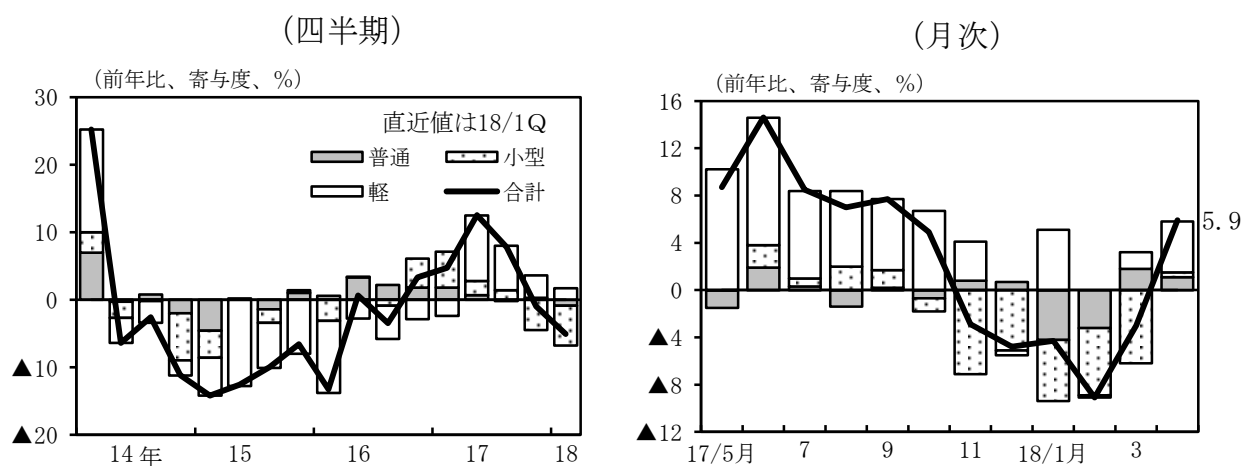 (四半期)
(前年比、寄与度、%)
30
20
10
0
▲10
▲20
直近値は18/1Q
普通
小型
軽
合計
14年
15
16
17
18
(月次)
(前年比、寄与度、%)
16
12
8
4
0
▲4
▲8
▲12
5.9
17/5月
7
9
11
18/1月
3